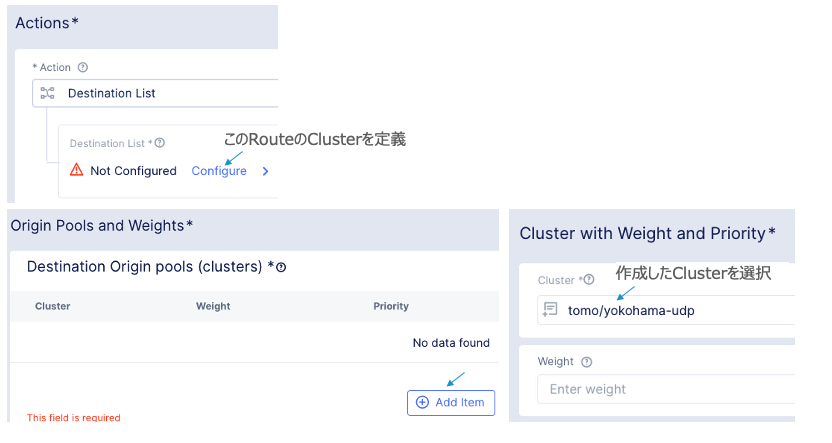 Actions*
* Action
Destination List
Destination List *
このRouteのClusterを定義
Not Configured Configure
Origin Pools and Weights*
Destination Origin pools (clusters) *
Cluster Weight Priority
No data found
Add Item
This field is required
Cluster with Weight and Priority*
Cluster *
作成したClusterを選択
tomo/yokohama-udp
Weight
Enter weight